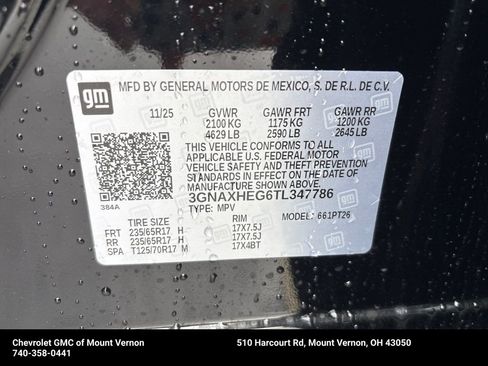 gm
MFD BY GENERAL MOTORS DE MEXICO, S. DE R.L. DE C.V.
11/25 GVWR GAWR FRT GAWR RR
2100 KG 1175 KG 1200 KG
4629 LB 2590 LB 2645 LB
THIS VEHICLE CONFORMS TO ALL
APPLICABLE U.S. FEDERAL MOTOR
VEHICLE SAFETY AND THEFT PREVENTION
STANDARDS IN EFFECT ON THE DATE OF
MANUFACTURE SHOWN ABOVE.
3GNAXHEG6TL347786
384A TYPE: MPV MODEL: 661PT26
TIRE SIZE RIM
FRT 235/65R17 H 17X7.5J
RR 235/65R17 H 17X7.5J
SPA T125/70R17 M 17X4BT
Chevrolet GMC of Mount Vernon 510 Harcourt Rd, Mount Vernon, OH 43050
740-358-0441